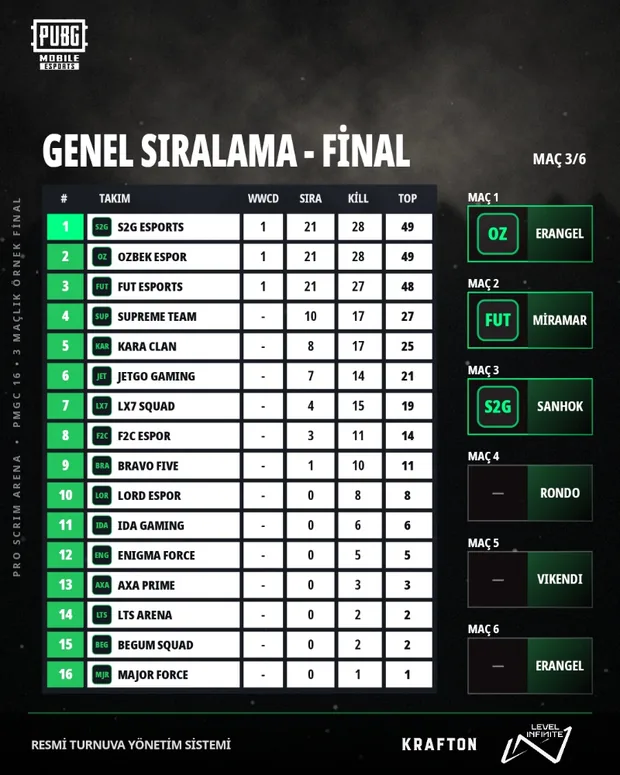 PUBG
MOBILE
ESPORTS
GENEL SIRALAMA - FİNAL
MAÇ 3/6
# TAKIM WWCD SIRA KİLL TOP
1 S2G S2G ESPORTS 1 21 28 49
2 OZ OZBEK ESPOR 1 21 28 49
3 FUT FUT ESPORTS 1 21 27 48
4 SUP SUPREME TEAM - 10 17 27
5 KAR KARA CLAN - 8 17 25
6 JET JETGO GAMING - 7 14 21
7 LX7 LX7 SQUAD - 4 15 19
8 F2C F2C ESPOR - 3 11 14
9 BRA BRAVO FIVE - 1 10 11
10 LOR LORD ESPOR - 0 8 8
11 IDA IDA GAMING - 0 6 6
12 ENG ENIGMA FORCE - 0 5 5
13 AXA AXA PRIME - 0 3 3
14 LTS LTS ARENA - 0 2 2
15 BEG BEGUM SQUAD - 0 2 2
16 MJR MAJOR FORCE - 0 1 1
MAÇ 1
OZ ERANGEL
MAÇ 2
FUT MİRAMAR
MAÇ 3
S2G SANHOK
MAÇ 4
— RONDO
MAÇ 5
— VIKENDI
MAÇ 6
— ERANGEL
PRO SCRIM ARENA • PMGC 16 • 3 MAÇLIK ÖRNEK FİNAL
RESMİ TURNUVA YÖNETİM SİSTEMİ
KRAFTON
LEVEL
INFINITE